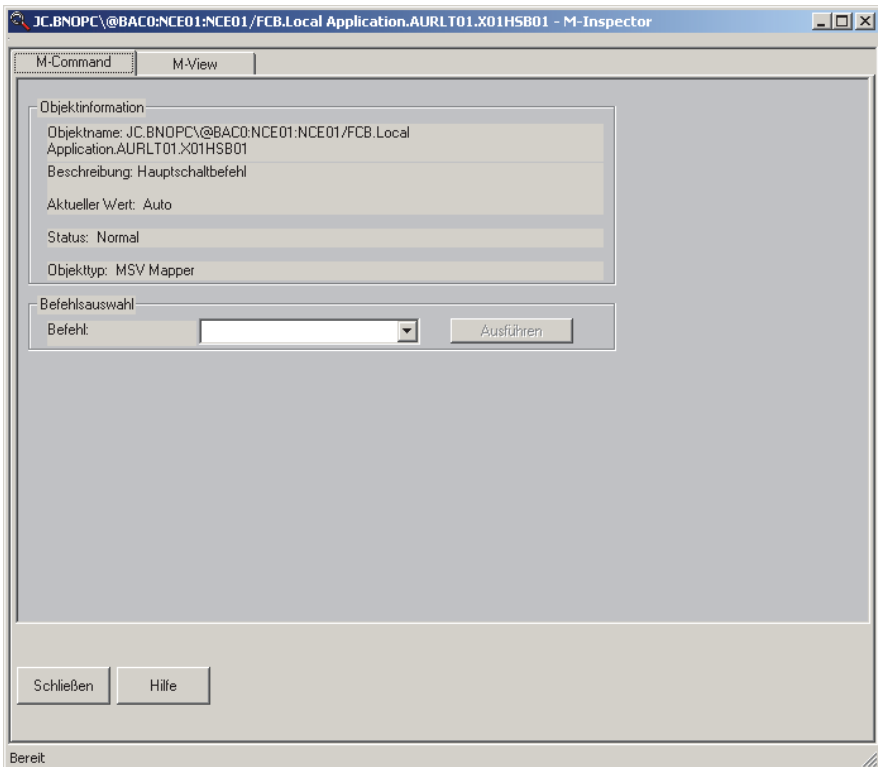 JC.BNOPC\@BAC0:NCE01:NCE01/FCB.Local Application.AURLT01.X01HSB01 - M-Inspector
M-Command M-View
Objektinformation
Objektname: JC.BNOPC\@BAC0:NCE01:NCE01/FCB.Local
Application.AURLT01.X01HSB01
Beschreibung: Hauptschaltbefehl
Aktueller Wert: Auto
Status: Normal
Objekttyp: MSV Mapper
Befehlsauswahl
Befehl: Ausführen
Schließen Hilfe
Bereit